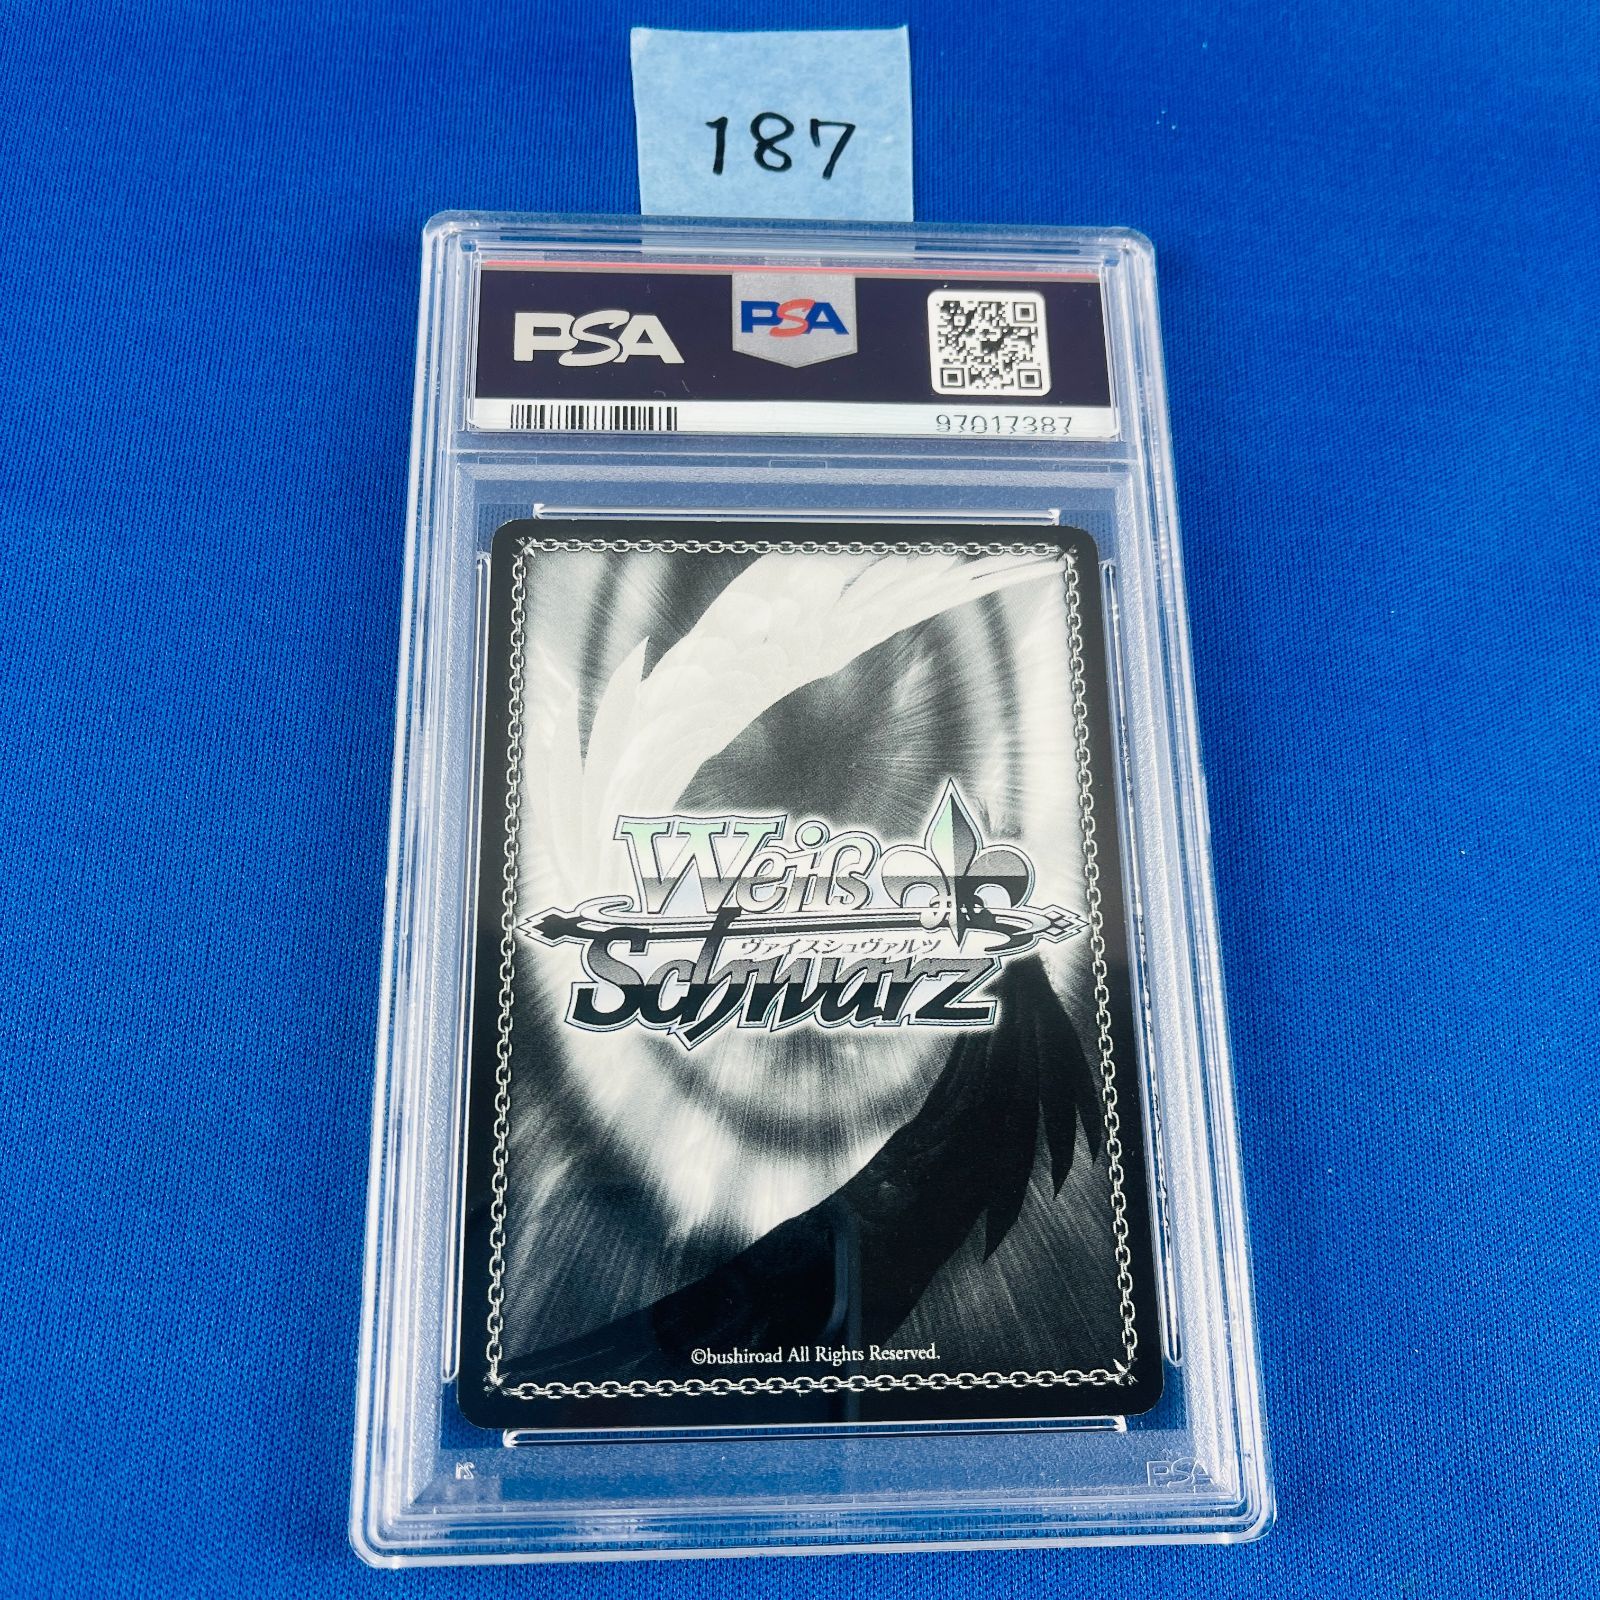 187
PSA
PSA
97017387
Weiß
ヴァイスシュヴァルツ
Schwarz
©bushiroad All Rights Reserved.
PSA